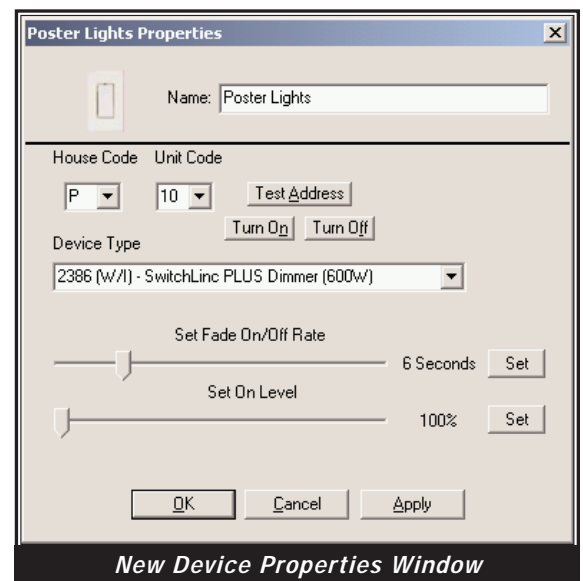 Poster Lights Properties
Name: Poster Lights
House Code Unit Code
P 10 Test Address
Turn On Turn Off
Device Type
2386 (W/I) - SwitchLinc PLUS Dimmer (600W)
Set Fade On/Off Rate
6 Seconds Set
Set On Level
100% Set
OK Cancel Apply
New Device Properties Window